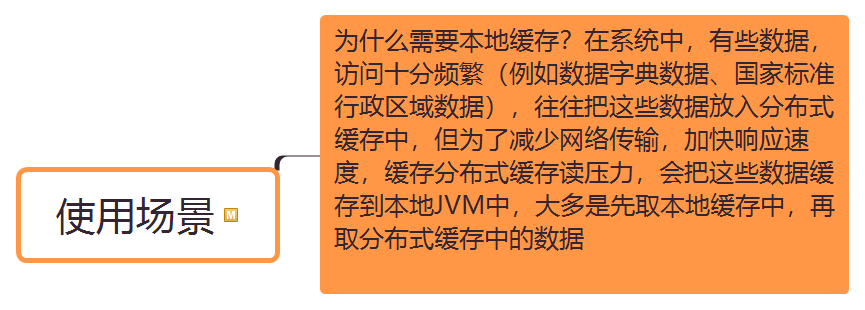 使用场景
为什么需要本地缓存？在系统中，有些数据，
访问十分频繁（例如数据字典数据、国家标准
行政区域数据），往往把这些数据放入分布式
缓存中，但为了减少网络传输，加快响应速
度，缓存分布式缓存读压力，会把这些数据缓
存到本地JVM中，大多是先取本地缓存中，再
取分布式缓存中的数据